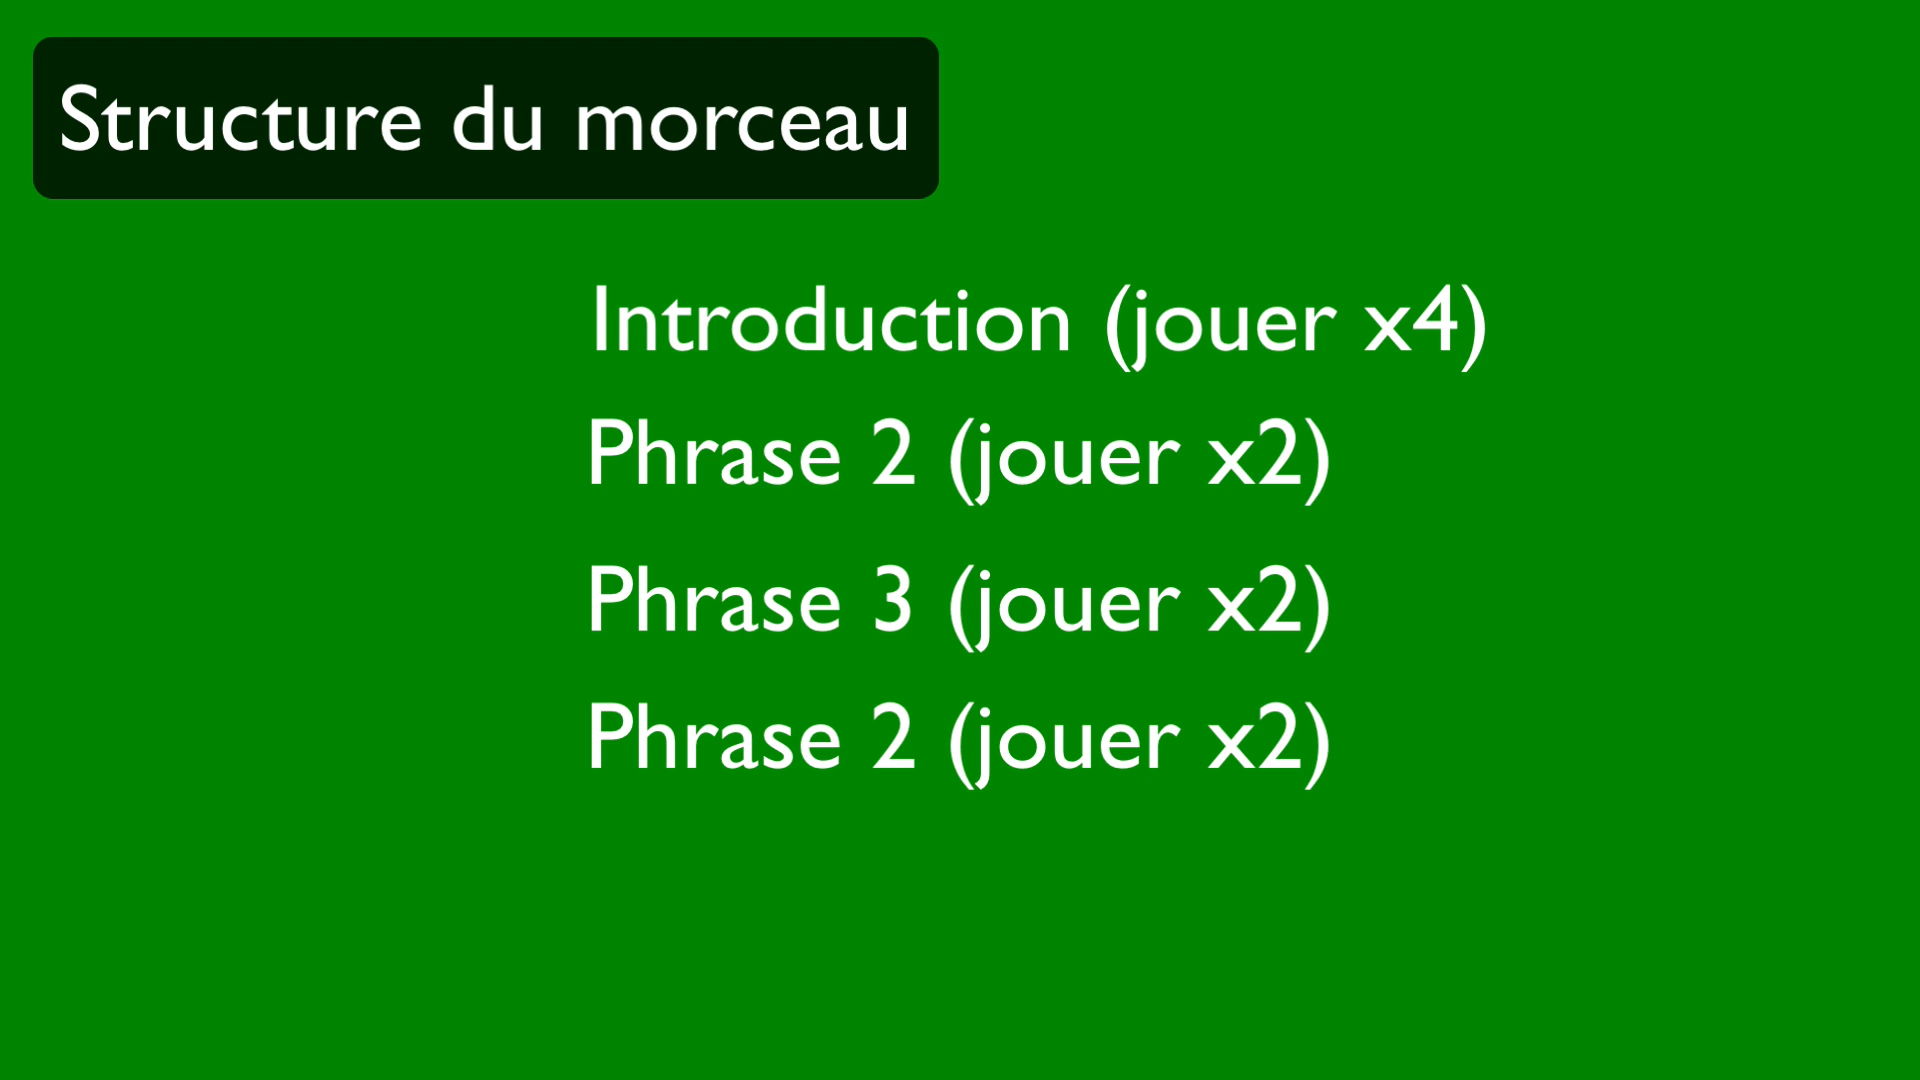 Structure du morceau
Introduction (jouer x4)
Phrase 2 (jouer x2)
Phrase 3 (jouer x2)
Phrase 2 (jouer x2)